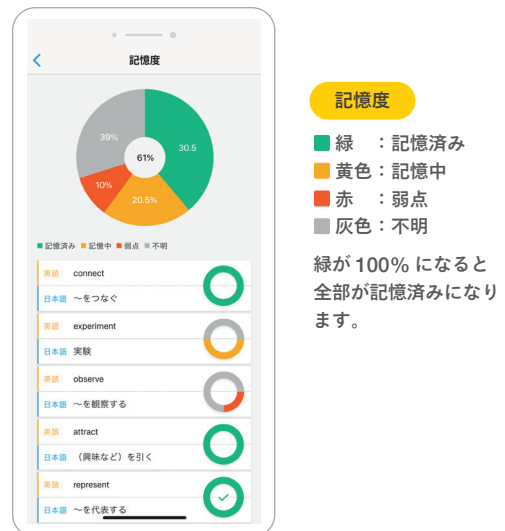 記憶度
39%
30.5
61%
10%
20.5%
記憶済み 記憶中 弱点 不明
英語 connect
日本語 〜をつなぐ
英語 experiment
日本語 実験
英語 observe
日本語 〜を観察する
英語 attract
日本語 （興味など）を引く
英語 represent
日本語 〜を代表する
記憶度
緑　：記憶済み
黄色：記憶中
赤　：弱点
灰色：不明
緑が 100% になると
全部が記憶済みになり
ます。